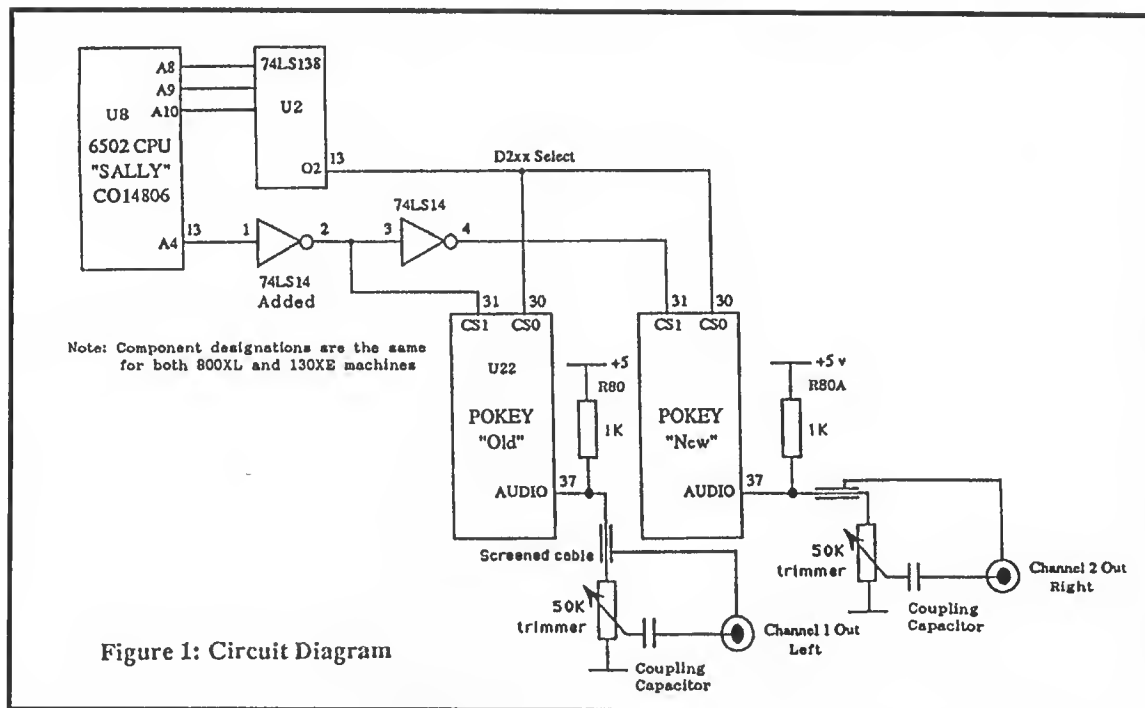 A8
A9
A10
U8
6502 CPU
"SALLY"
CO14806
A4
13
74LS138
U2
O2
13
D2xx Select
74LS14
1
2
3
4
74LS14
Added
Note: Component designations are the same
for both 800XL and 130XE machines
31
30
CS1
CS0
U22
POKEY
"Old"
AUDIO
37
+5
R80
1K
31
30
CS1
CS0
POKEY
"New"
AUDIO
37
+5 v
R80A
1K
Screened cable
50K
trimmer
Coupling
Capacitor
Channel 1 Out
Left
50K
trimmer
Coupling
Capacitor
Channel 2 Out
Right
Figure 1: Circuit Diagram